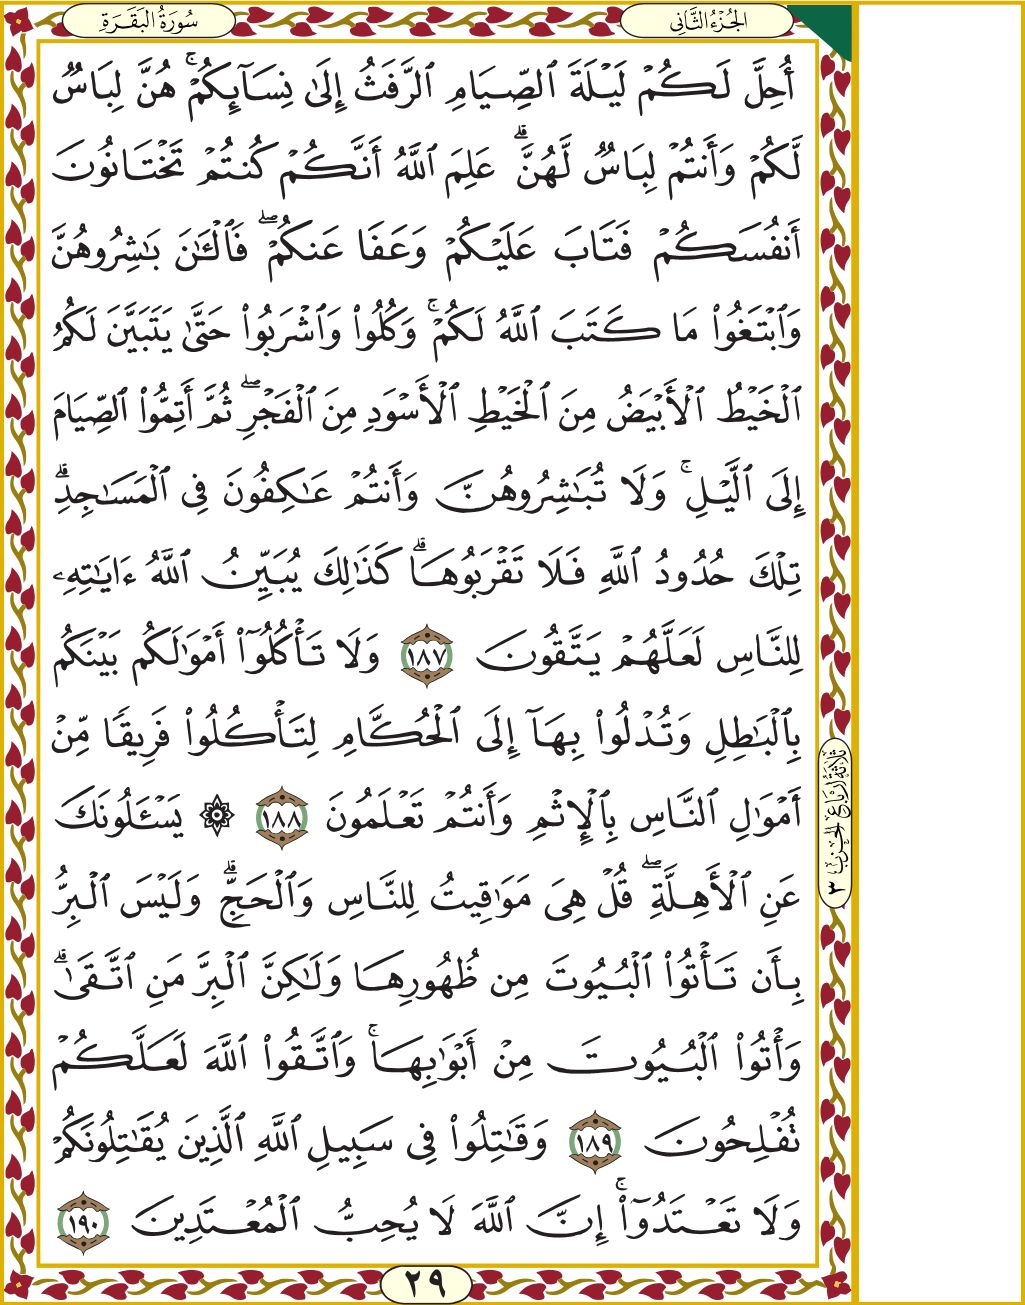 الجُزْءُ الثَّانِي
سُورَةُ البَقَرَةِ
أُحِلَّ لَكُمْ لَيْلَةَ ٱلصِّيَامِ ٱلرَّفَثُ إِلَىٰ نِسَآئِكُمْ ۚ هُنَّ لِبَاسٌ
لَّكُمْ وَأَنتُمْ لِبَاسٌ لَّهُنَّ ۗ عَلِمَ ٱللَّهُ أَنَّكُمْ كُنتُمْ تَخْتَانُونَ
أَنفُسَكُمْ فَتَابَ عَلَيْكُمْ وَعَفَا عَنكُمْ ۖ فَٱلْـَٰٔنَ بَـٰشِرُوهُنَّ
وَٱبْتَغُوا۟ مَا كَتَبَ ٱللَّهُ لَكُمْ ۚ وَكُلُوا۟ وَٱشْرَبُوا۟ حَتَّىٰ يَتَبَيَّنَ لَكُمُ
ٱلْخَيْطُ ٱلْأَبْيَضُ مِنَ ٱلْخَيْطِ ٱلْأَسْوَدِ مِنَ ٱلْفَجْرِ ۖ ثُمَّ أَتِمُّوا۟ ٱلصِّيَامَ
إِلَى ٱلَّيْلِ ۚ وَلَا تُبَـٰشِرُوهُنَّ وَأَنتُمْ عَـٰكِفُونَ فِى ٱلْمَسَـٰجِدِ ۗ
تِلْكَ حُدُودُ ٱللَّهِ فَلَا تَقْرَبُوهَا ۗ كَذَٰلِكَ يُبَيِّنُ ٱللَّهُ ءَايَـٰتِهِۦ
لِلنَّاسِ لَعَلَّهُمْ يَتَّقُونَ ١٨٧ وَلَا تَأْكُلُوٓا۟ أَمْوَٰلَكُم بَيْنَكُم
بِٱلْبَـٰطِلِ وَتُدْلُوا۟ بِهَآ إِلَى ٱلْحُكَّامِ لِتَأْكُلُوا۟ فَرِيقًا مِّنْ
أَمْوَٰلِ ٱلنَّاسِ بِٱلْإِثْمِ وَأَنتُمْ تَعْلَمُونَ ١٨٨ ۞ يَسْـَٔلُونَكَ
عَنِ ٱلْأَهِلَّةِ ۖ قُلْ هِىَ مَوَٰقِيتُ لِلنَّاسِ وَٱلْحَجِّ ۗ وَلَيْسَ ٱلْبِرُّ
بِأَن تَأْتُوا۟ ٱلْبُيُوتَ مِن ظُهُورِهَا وَلَـٰكِنَّ ٱلْبِرَّ مَنِ ٱتَّقَىٰ ۗ
وَأْتُوا۟ ٱلْبُيُوتَ مِنْ أَبْوَٰبِهَا ۚ وَٱتَّقُوا۟ ٱللَّهَ لَعَلَّكُمْ
تُفْلِحُونَ ١٨٩ وَقَـٰتِلُوا۟ فِى سَبِيلِ ٱللَّهِ ٱلَّذِينَ يُقَـٰتِلُونَكُمْ
وَلَا تَعْتَدُوٓا۟ ۚ إِنَّ ٱللَّهَ لَا يُحِبُّ ٱلْمُعْتَدِينَ ١٩٠
ثَلَاثَةُ أَرْبَاعِ الحِزْبِ ٣
٢٩